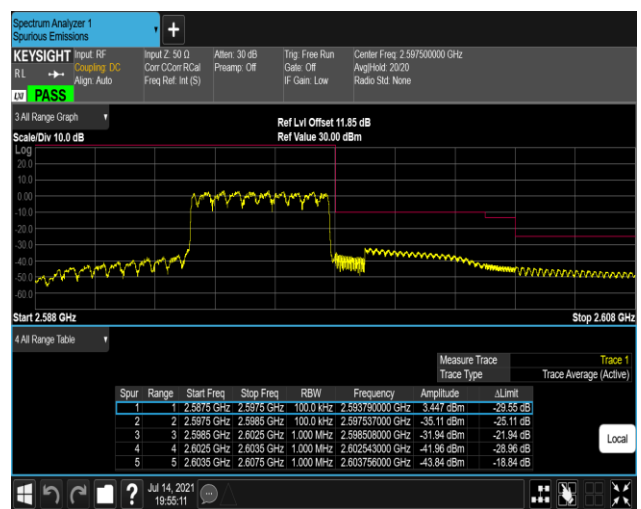 Spectrum Analyzer 1
Spurious Emissions
KEYSIGHT Input: RF Input Z: 50 Ω Atten: 30 dB Trig: Free Run Center Freq: 2.597500000 GHz
RL Coupling: DC Corr CCorr RCal Preamp: Off Gate: Off Avg|Hold: 20/20
Align: Auto Freq Ref: Int (S) IF Gain: Low Radio Std: None
LXI PASS
3 All Range Graph
Ref Lvl Offset 11.85 dB
Scale/Div 10.0 dB Ref Value 30.00 dBm
Log
20.0
10.0
0.00
-10.0
-20.0
-30.0
-40.0
-50.0
-60.0
Start 2.588 GHz Stop 2.608 GHz
4 All Range Table
Measure Trace Trace 1
Trace Type Trace Average (Active)
Spur Range Start Freq Stop Freq RBW Frequency Amplitude ΔLimit
1 1 2.5875 GHz 2.5975 GHz 100.0 kHz 2.593790000 GHz 3.447 dBm -29.55 dB
2 2 2.5975 GHz 2.5985 GHz 100.0 kHz 2.597537000 GHz -35.11 dBm -25.11 dB
3 3 2.5985 GHz 2.6025 GHz 1.000 MHz 2.598508000 GHz -31.94 dBm -21.94 dB
4 4 2.6025 GHz 2.6035 GHz 1.000 MHz 2.602543000 GHz -41.96 dBm -28.96 dB
5 5 2.6035 GHz 2.6075 GHz 1.000 MHz 2.603756000 GHz -43.84 dBm -18.84 dB
Local
Jul 14, 2021
19:55:11